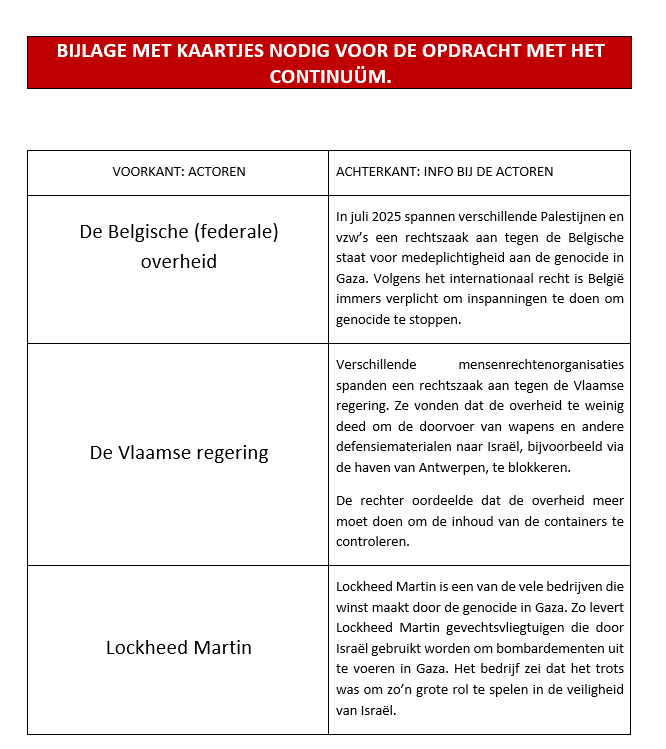 BIJLAGE MET KAARTJES NODIG VOOR DE OPDRACHT MET HET
CONTINUÜM.
VOORKANT: ACTOREN
ACHTERKANT: INFO BIJ DE ACTOREN
De Belgische (federale)
overheid
In juli 2025 spannen verschillende Palestijnen en
vzw’s een rechtszaak aan tegen de Belgische
staat voor medeplichtigheid aan de genocide in
Gaza. Volgens het internationaal recht is België
immers verplicht om inspanningen te doen om
genocide te stoppen.
De Vlaamse regering
Verschillende mensenrechtenorganisaties
spanden een rechtszaak aan tegen de Vlaamse
regering. Ze vonden dat de overheid te weinig
deed om de doorvoer van wapens en andere
defensiematerialen naar Israël, bijvoorbeeld via
de haven van Antwerpen, te blokkeren.
De rechter oordeelde dat de overheid meer
moet doen om de inhoud van de containers te
controleren.
Lockheed Martin
Lockheed Martin is een van de vele bedrijven die
winst maakt door de genocide in Gaza. Zo levert
Lockheed Martin gevechtsvliegtuigen die door
Israël gebruikt worden om bombardementen uit
te voeren in Gaza. Het bedrijf zei dat het trots
was om zo’n grote rol te spelen in de veiligheid
van Israël.